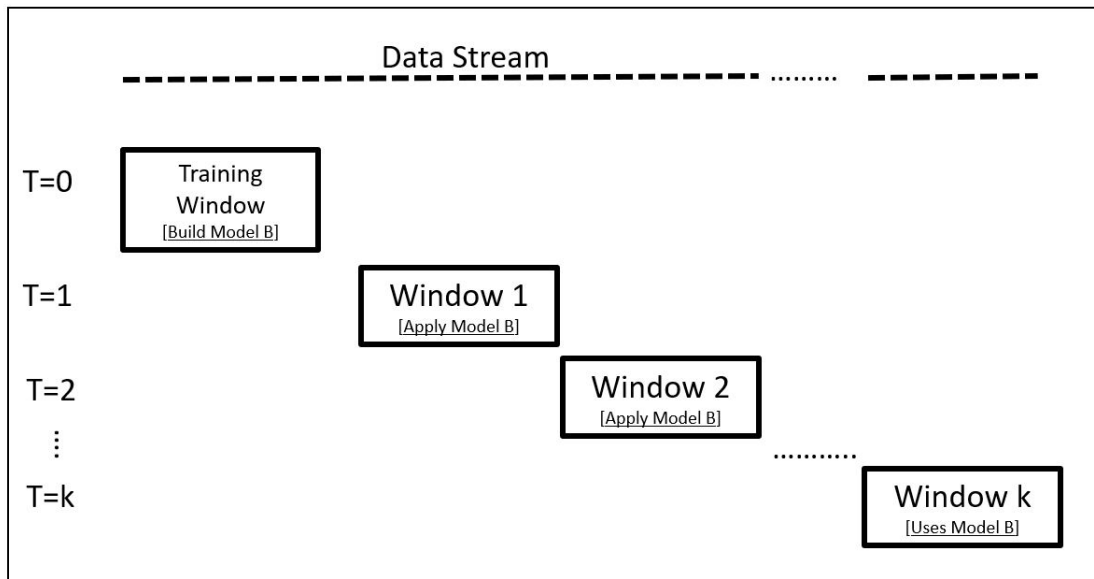 Data Stream
.........
T=0
Training
Window
[Build Model B]
T=1
Window 1
[Apply Model B]
T=2
Window 2
[Apply Model B]
....
...........
T=k
Window k
[Uses Model B]